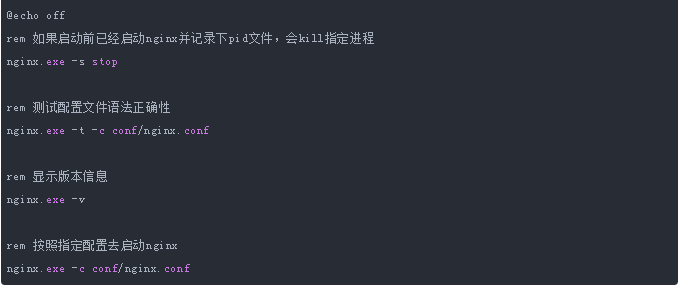 @echo off
rem 如果启动前已经启动nginx并记录下pid文件，会kill指定进程
nginx.exe -s stop
rem 测试配置文件语法正确性
nginx.exe -t -c conf/nginx.conf
rem 显示版本信息
nginx.exe -v
rem 按照指定配置去启动nginx
nginx.exe -c conf/nginx.conf